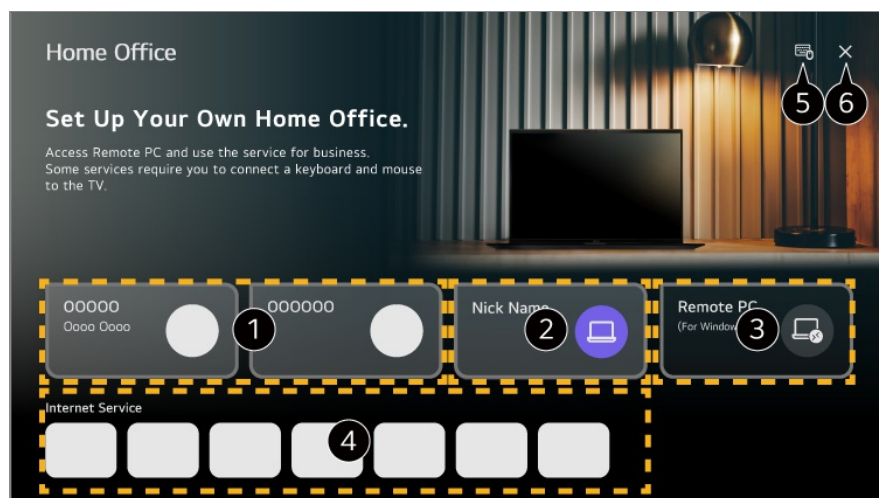 Home Office
5
6
Set Up Your Own Home Office.
Access Remote PC and use the service for business.
Some services require you to connect a keyboard and mouse
to the TV.
OOOOO
Oooo Oooo
1
OOOOOO
Nick Name
2
Remote PC
(For Window
3
Internet Service
4